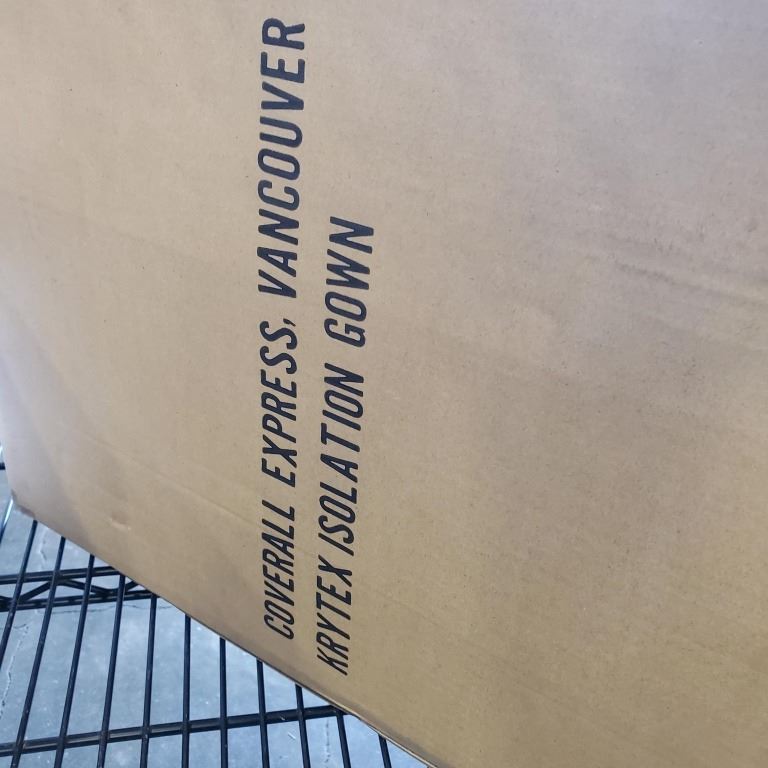 COVERALL EXPRESS, VANCOUVER
KRYTEX ISOLATION GOWN